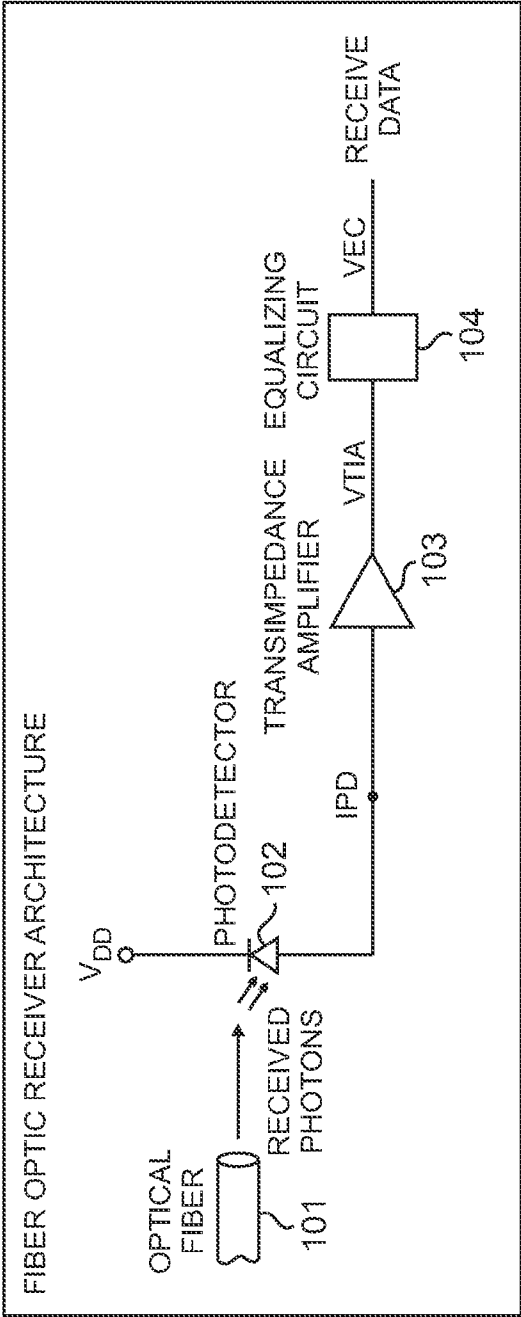 FIBER OPTIC RECEIVER ARCHITECTURE
OPTICAL
FIBER
101
RECEIVED
PHOTONS
VDD
PHOTODETECTOR
102
IPD
TRANSIMPEDANCE
AMPLIFIER
103
VTIA
EQUALIZING
CIRCUIT
104
VEC
RECEIVE
DATA